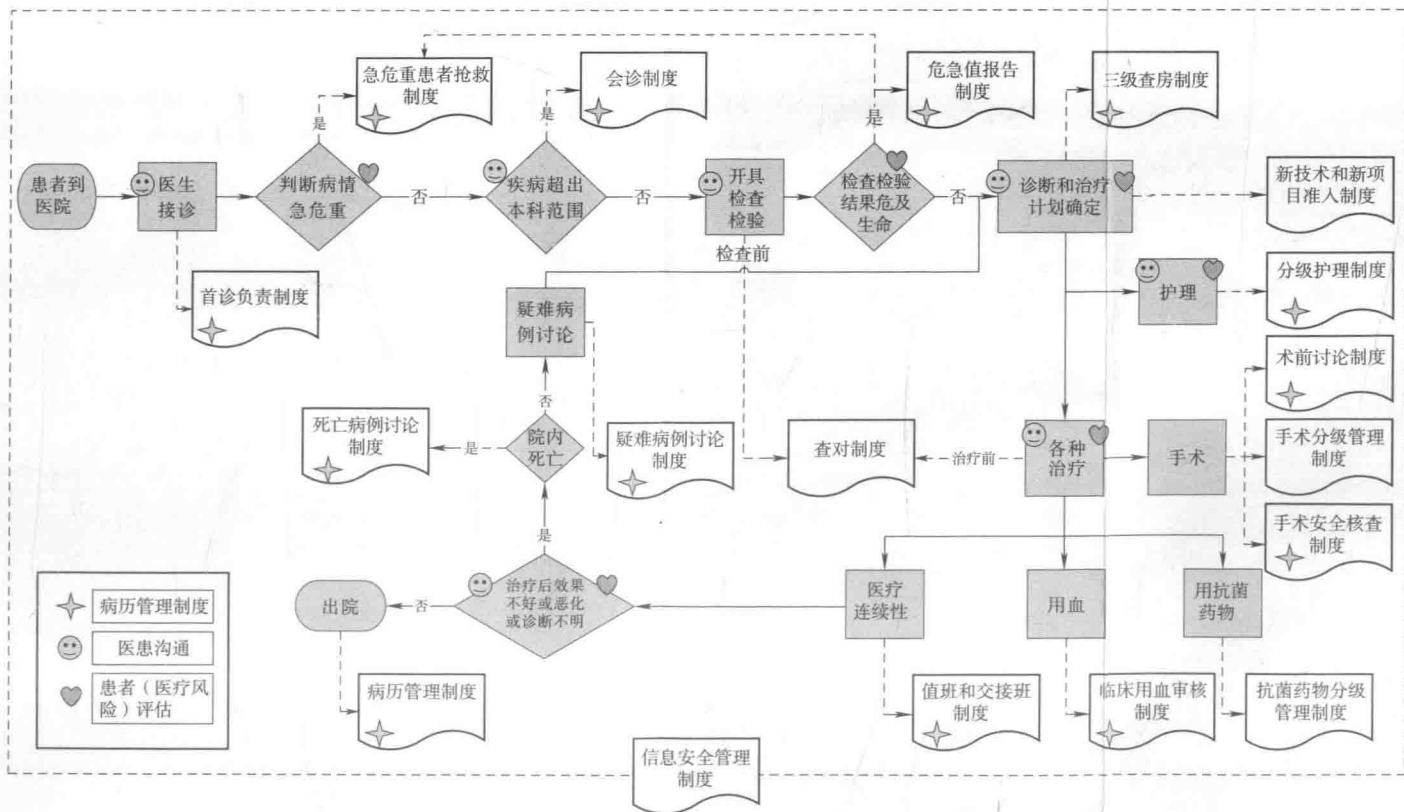 急危重患者抢救
制度
会诊制度
危急值报告
制度
三级查房制度
是
是
是
患者到
医院
医生
接诊
判断病情
急危重
否
疾病超出
本科范围
否
开具
检查
检验
检查检验
结果危及
生命
否
诊断和治疗
计划确定
新技术和新项
目准入制度
检查前
首诊负责制度
疑难病
例讨论
护理
分级护理制度
否
术前讨论制度
死亡病例讨论
制度
是
院内
死亡
疑难病例讨论
制度
查对制度
治疗前
各种
治疗
手术
手术分级管理
制度
手术安全核查
制度
是
病历管理制度
医患沟通
患者（医疗风
险）评估
出院
否
治疗后效果
不好或恶化
或诊断不明
医疗
连续性
用血
用抗菌
药物
病历管理制度
值班和交接班
制度
临床用血审核
制度
抗菌药物分级
管理制度
信息安全管理
制度